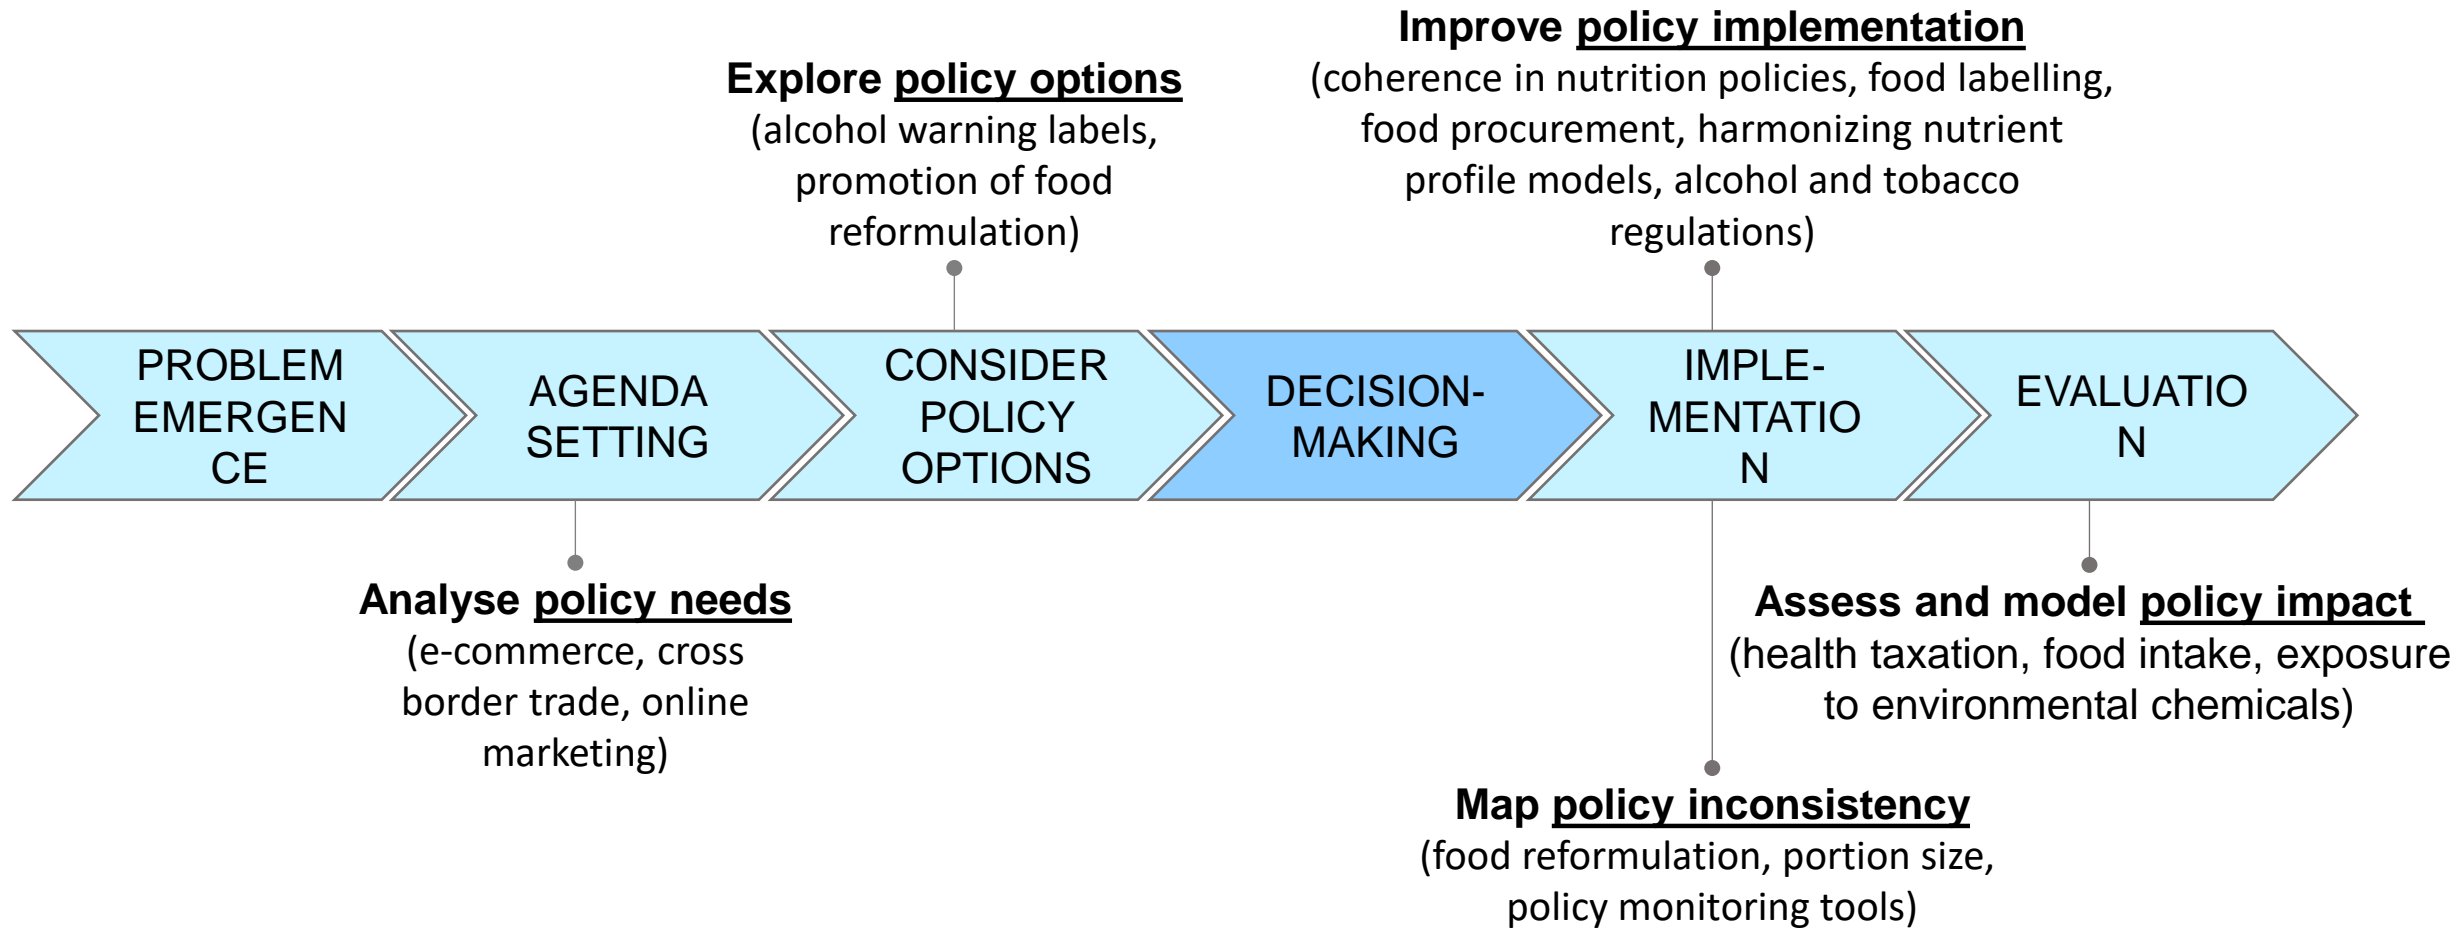 Improve policy implementation
(coherence in nutrition policies, food labelling,
food procurement, harmonizing nutrient
profile models, alcohol and tobacco
regulations)
Explore policy options
(alcohol warning labels,
promotion of food
reformulation)
PROBLEM
EMERGEN
CE
AGENDA
SETTING
CONSIDER
POLICY
OPTIONS
DECISION-
MAKING
IMPLE-
MENTATIO
N
EVALUATIO
N
Analyse policy needs
(e-commerce, cross
border trade, online
marketing)
Assess and model policy impact
(health taxation, food intake, exposure
to environmental chemicals)
Map policy inconsistency
(food reformulation, portion size,
policy monitoring tools)